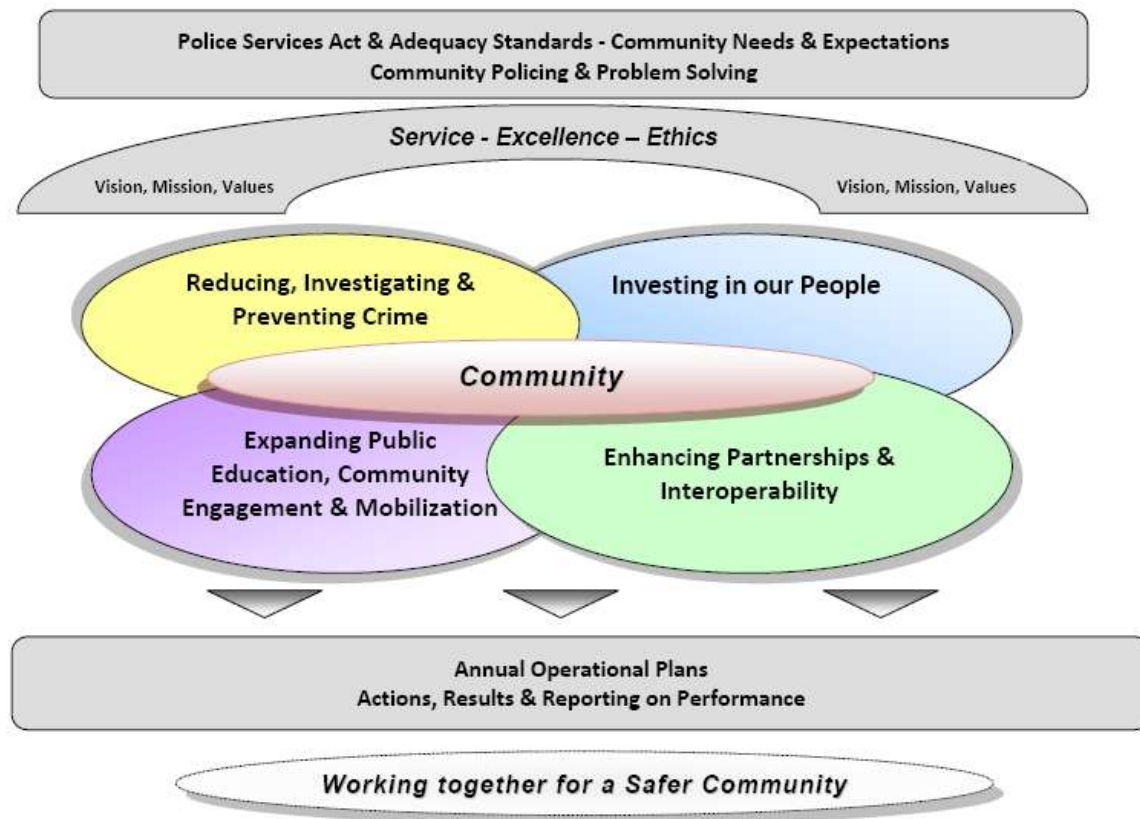 Police Services Act & Adequacy Standards - Community Needs & Expectations
Community Policing & Problem Solving
Service - Excellence – Ethics
Vision, Mission, Values
Vision, Mission, Values
Reducing, Investigating &
Preventing Crime
Investing in our People
Community
Expanding Public
Education, Community
Engagement & Mobilization
Enhancing Partnerships &
Interoperability
Annual Operational Plans
Actions, Results & Reporting on Performance
Working together for a Safer Community